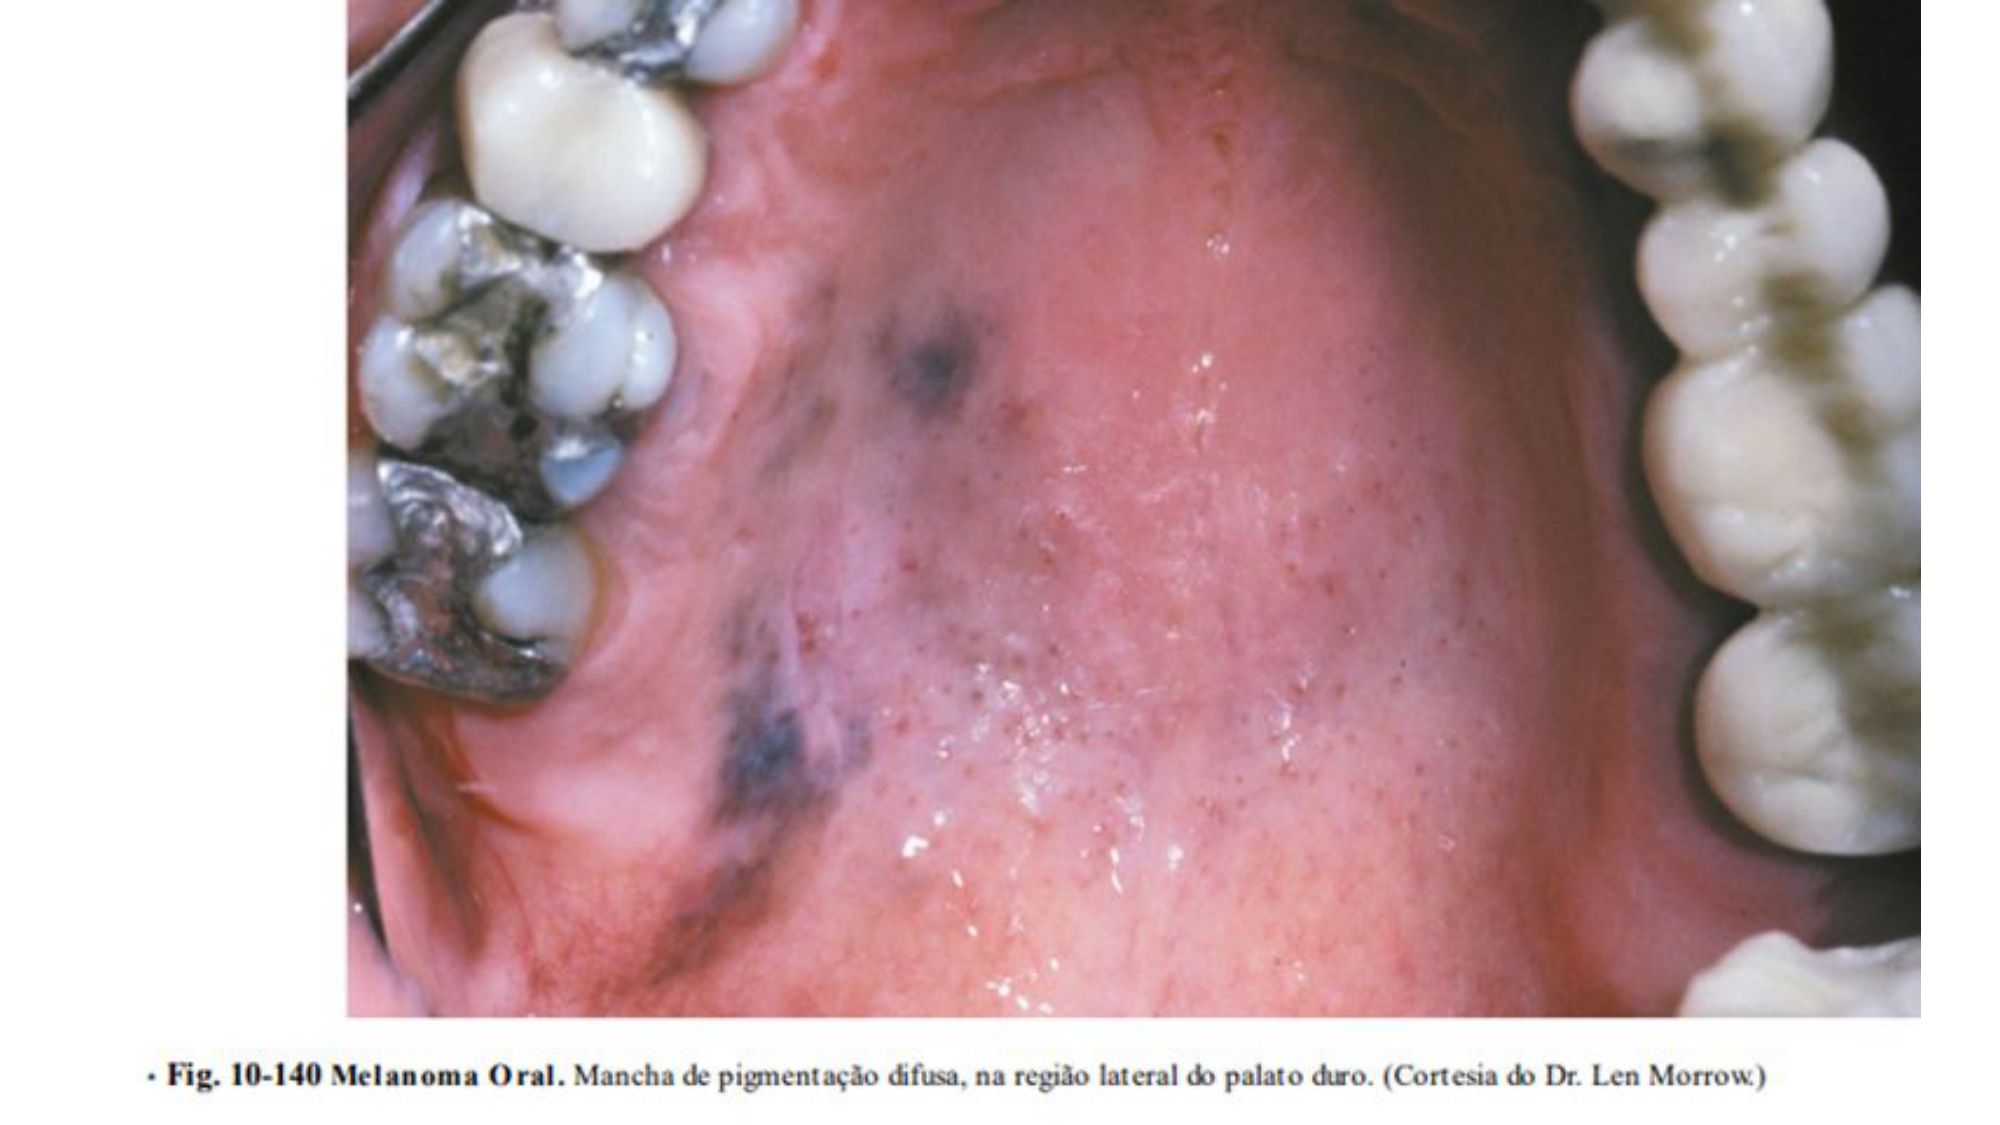 • Fig. 10-140 Melanoma Oral. Mancha de pigmentação difusa, na região lateral do palato duro. (Cortesia do Dr. Len Morrow.)